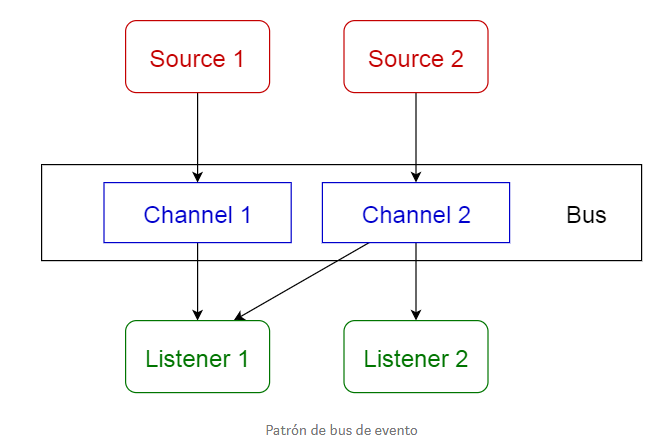 Source 1
Source 2
Channel 1
Channel 2
Bus
Listener 1
Listener 2
Patrón de bus de evento